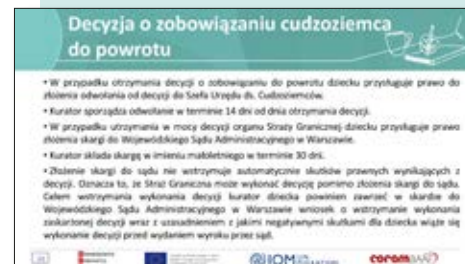 Decyzja o zobowiązaniu cudzoziemca
do powrotu
• W przypadku otrzymania decyzji o zobowiązaniu do powrotu dziecku przysługuje prawo do
złożenia odwołania od decyzji do Szefa Urzędu ds. Cudzoziemców.
• Kurator sporządza odwołanie w terminie 14 dni od dnia otrzymania decyzji.
• W przypadku utrzymania w mocy decyzji organu Straży Granicznej dziecku przysługuje prawo
złożenia skargi do Wojewódzkiego Sądu Administracyjnego w Warszawie.
• Kurator składa skargę w imieniu małoletniego w terminie 30 dni.
• Złożenie skargi do sądu nie wstrzymuje automatycznie skutków prawnych wynikających z
decyzji. Oznacza to, że Straż Graniczna może wykonać decyzję pomimo złożenia skargi do sądu.
Celem wstrzymania wykonania decyzji kurator dziecka powinien zawrzeć w skardze do
Wojewódzkiego Sądu Administracyjnego w Warszawie wniosek o wstrzymanie wykonania
zaskarżonej decyzji wraz z uzasadnieniem z jakimi negatywnymi skutkami dla dziecka wiąże się
wykonanie decyzji przed wydaniem wyroku przez sąd.
IOM UN
coram